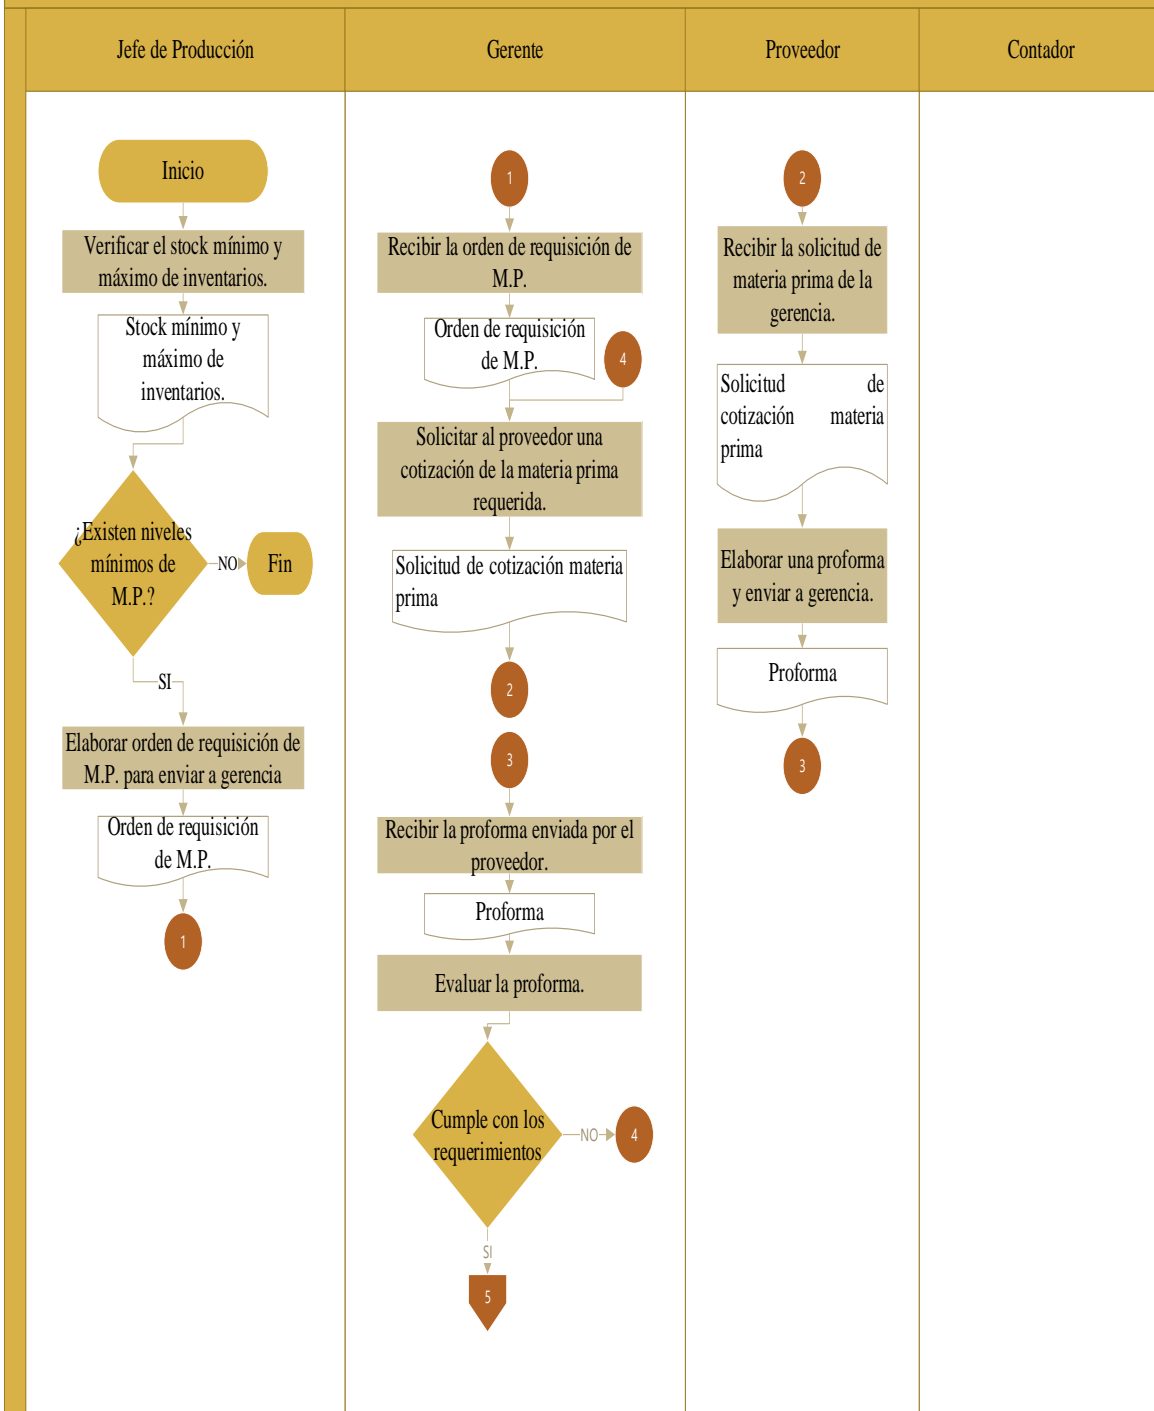 Jefe de Producción
Gerente
Proveedor
Contador
Inicio
Verificar el stock mínimo y
máximo de inventarios.
Stock mínimo y
máximo de
inventarios.
¿Existen niveles
mínimos de
M.P.?
NO
Fin
SI
Elaborar orden de requisición de
M.P. para enviar a gerencia
Orden de requisición
de M.P.
1
1
Recibir la orden de requisición de
M.P.
Orden de requisición
de M.P.
4
Solicitar al proveedor una
cotización de la materia prima
requerida.
Solicitud de cotización materia
prima
2
3
Recibir la proforma enviada por el
proveedor.
Proforma
Evaluar la proforma.
Cumple con los
requerimientos
NO
4
SI
5
2
Recibir la solicitud de
materia prima de la
gerencia.
Solicitud de
cotización materia
prima
Elaborar una proforma
y enviar a gerencia.
Proforma
3